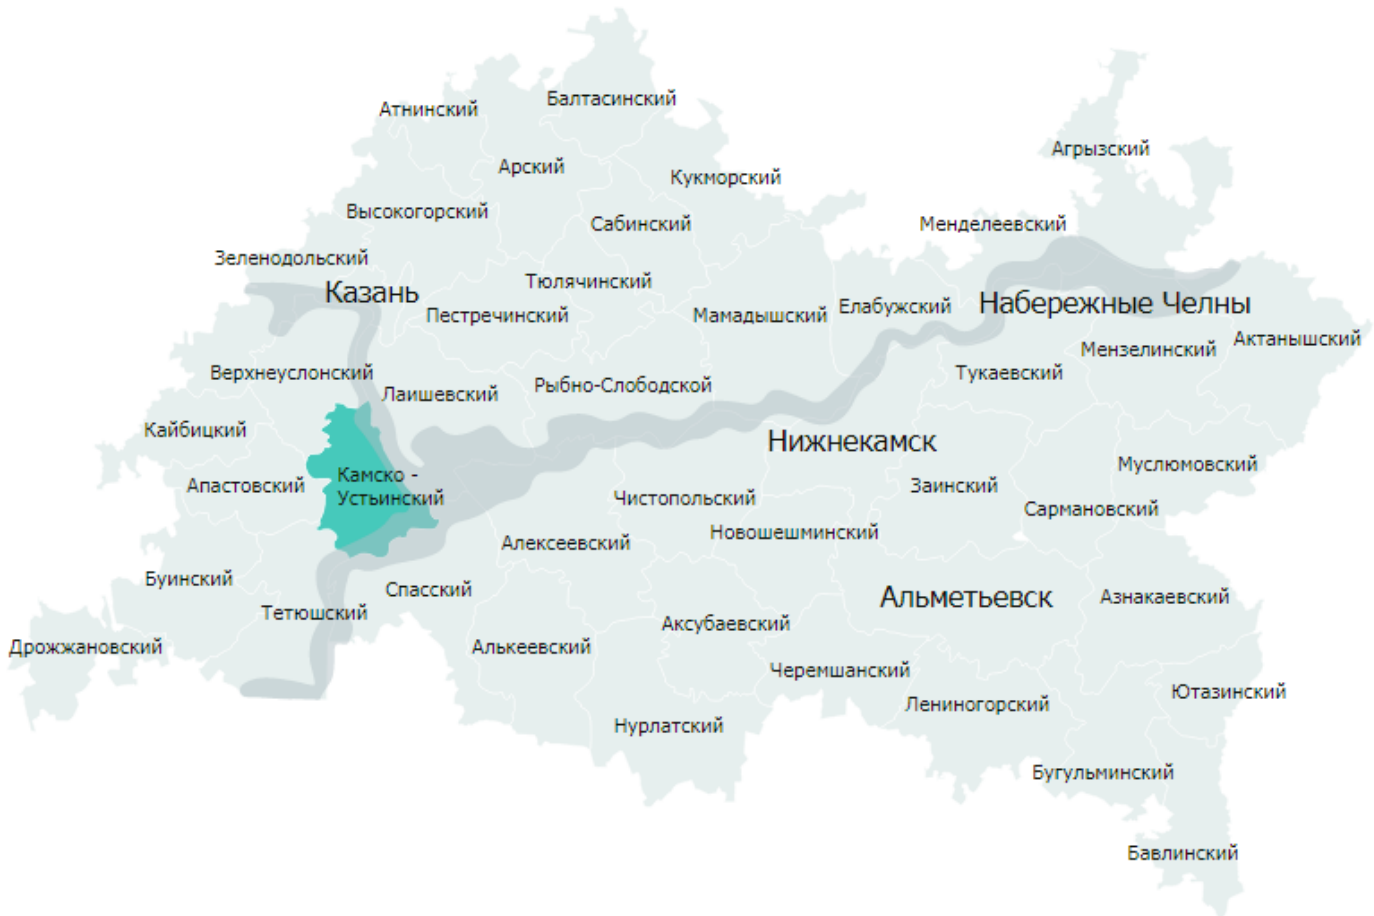 Балтасинский
Атнинский
Агрызский
Арский
Кукморский
Высокогорский
Сабинский
Менделеевский
Зеленодольский
Тюлячинский
Казань
Набережные Челны
Елабужский
Пестречинский
Мамадышский
Актанышский
Мензелинский
Верхнеуслонский
Тукаевский
Рыбно-Слободской
Лаишевский
Кайбицкий
Нижнекамск
Муслюмовский
Камско -
Устьинский
Апастовский
Заинский
Чистопольский
Сармановский
Новошешминский
Алексеевский
Буинский
Спасский
Альметьевск
Азнакаевский
Тетюшский
Аксубаевский
Дрожжановский
Алькеевский
Черемшанский
Ютазинский
Лениногорский
Нурлатский
Бугульминский
Бавлинский